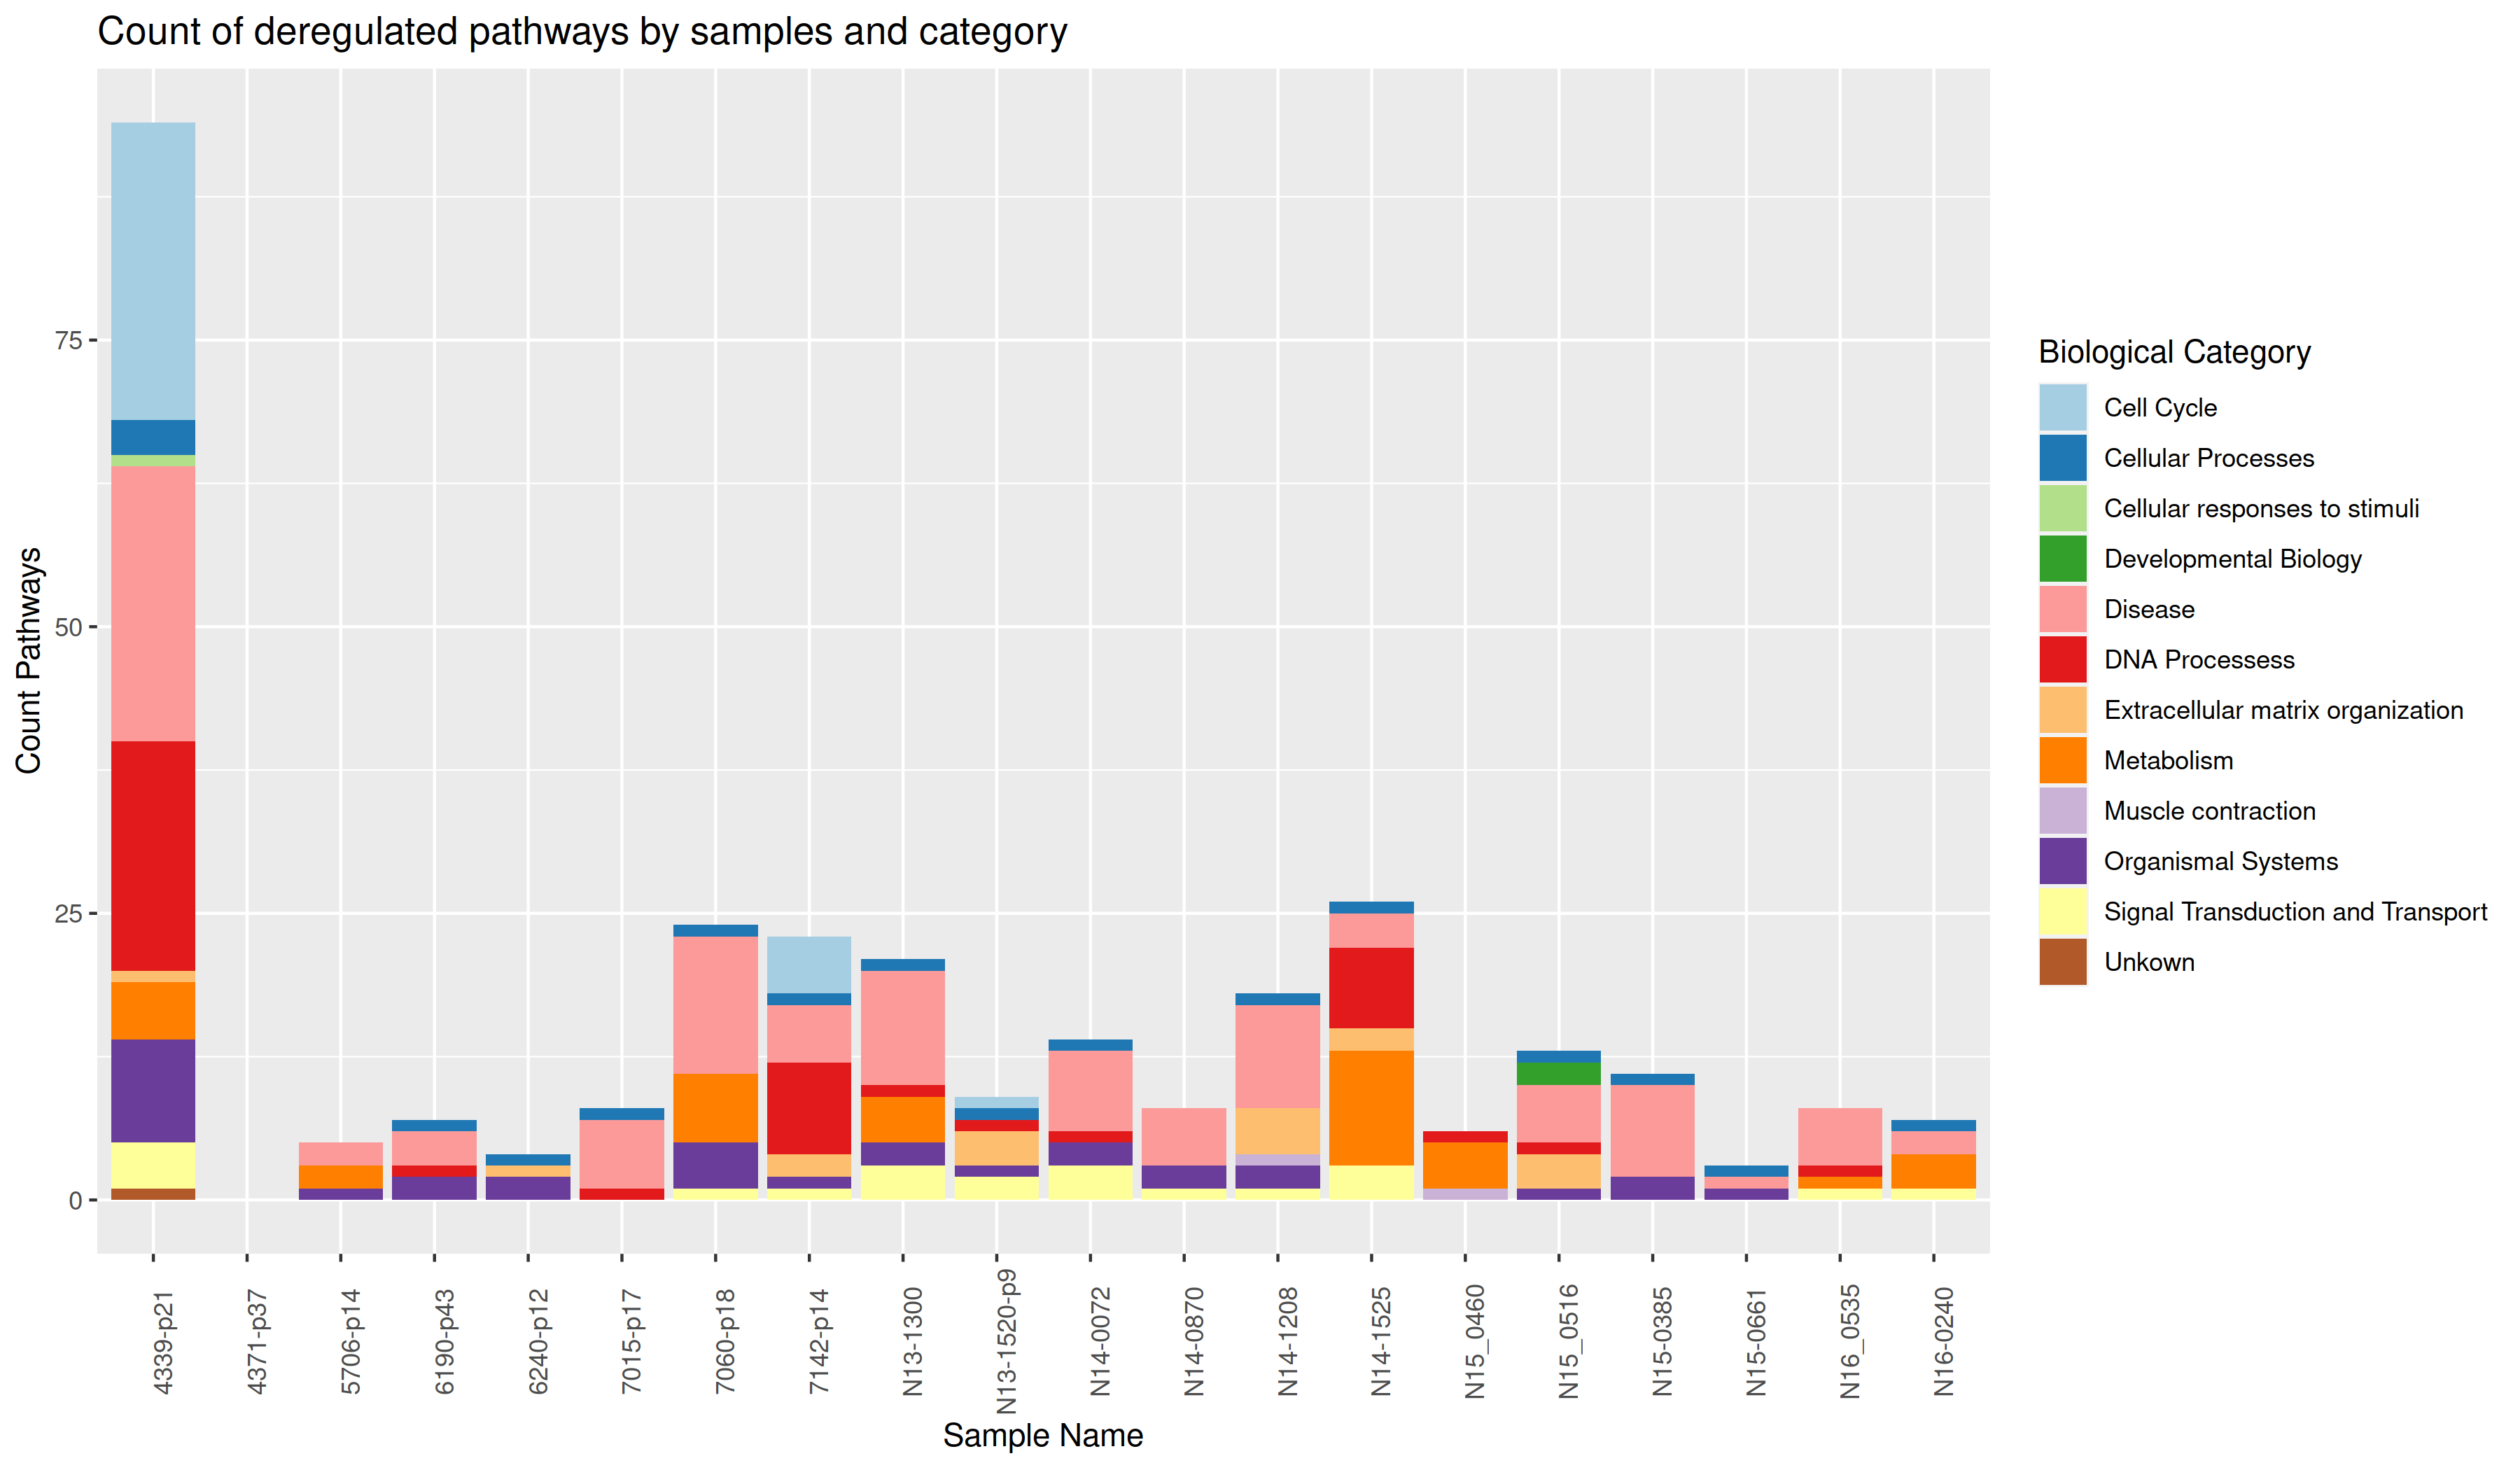 Count of deregulated pathways by samples and category
Count Pathways
75
50
25
0
4339-p21
4371-p37
5706-p14
6190-p43
6240-p12
7015-p17
7060-p18
7142-p14
N13-1300
N13-1520-p9
N14-0072
N14-0870
N14-1208
N14-1525
N15_0460
N15_0516
N15-0385
N15-0661
N16_0535
N16-0240
Sample Name
Biological Category
Cell Cycle
Cellular Processes
Cellular responses to stimuli
Developmental Biology
Disease
DNA Processess
Extracellular matrix organization
Metabolism
Muscle contraction
Organismal Systems
Signal Transduction and Transport
Unkown